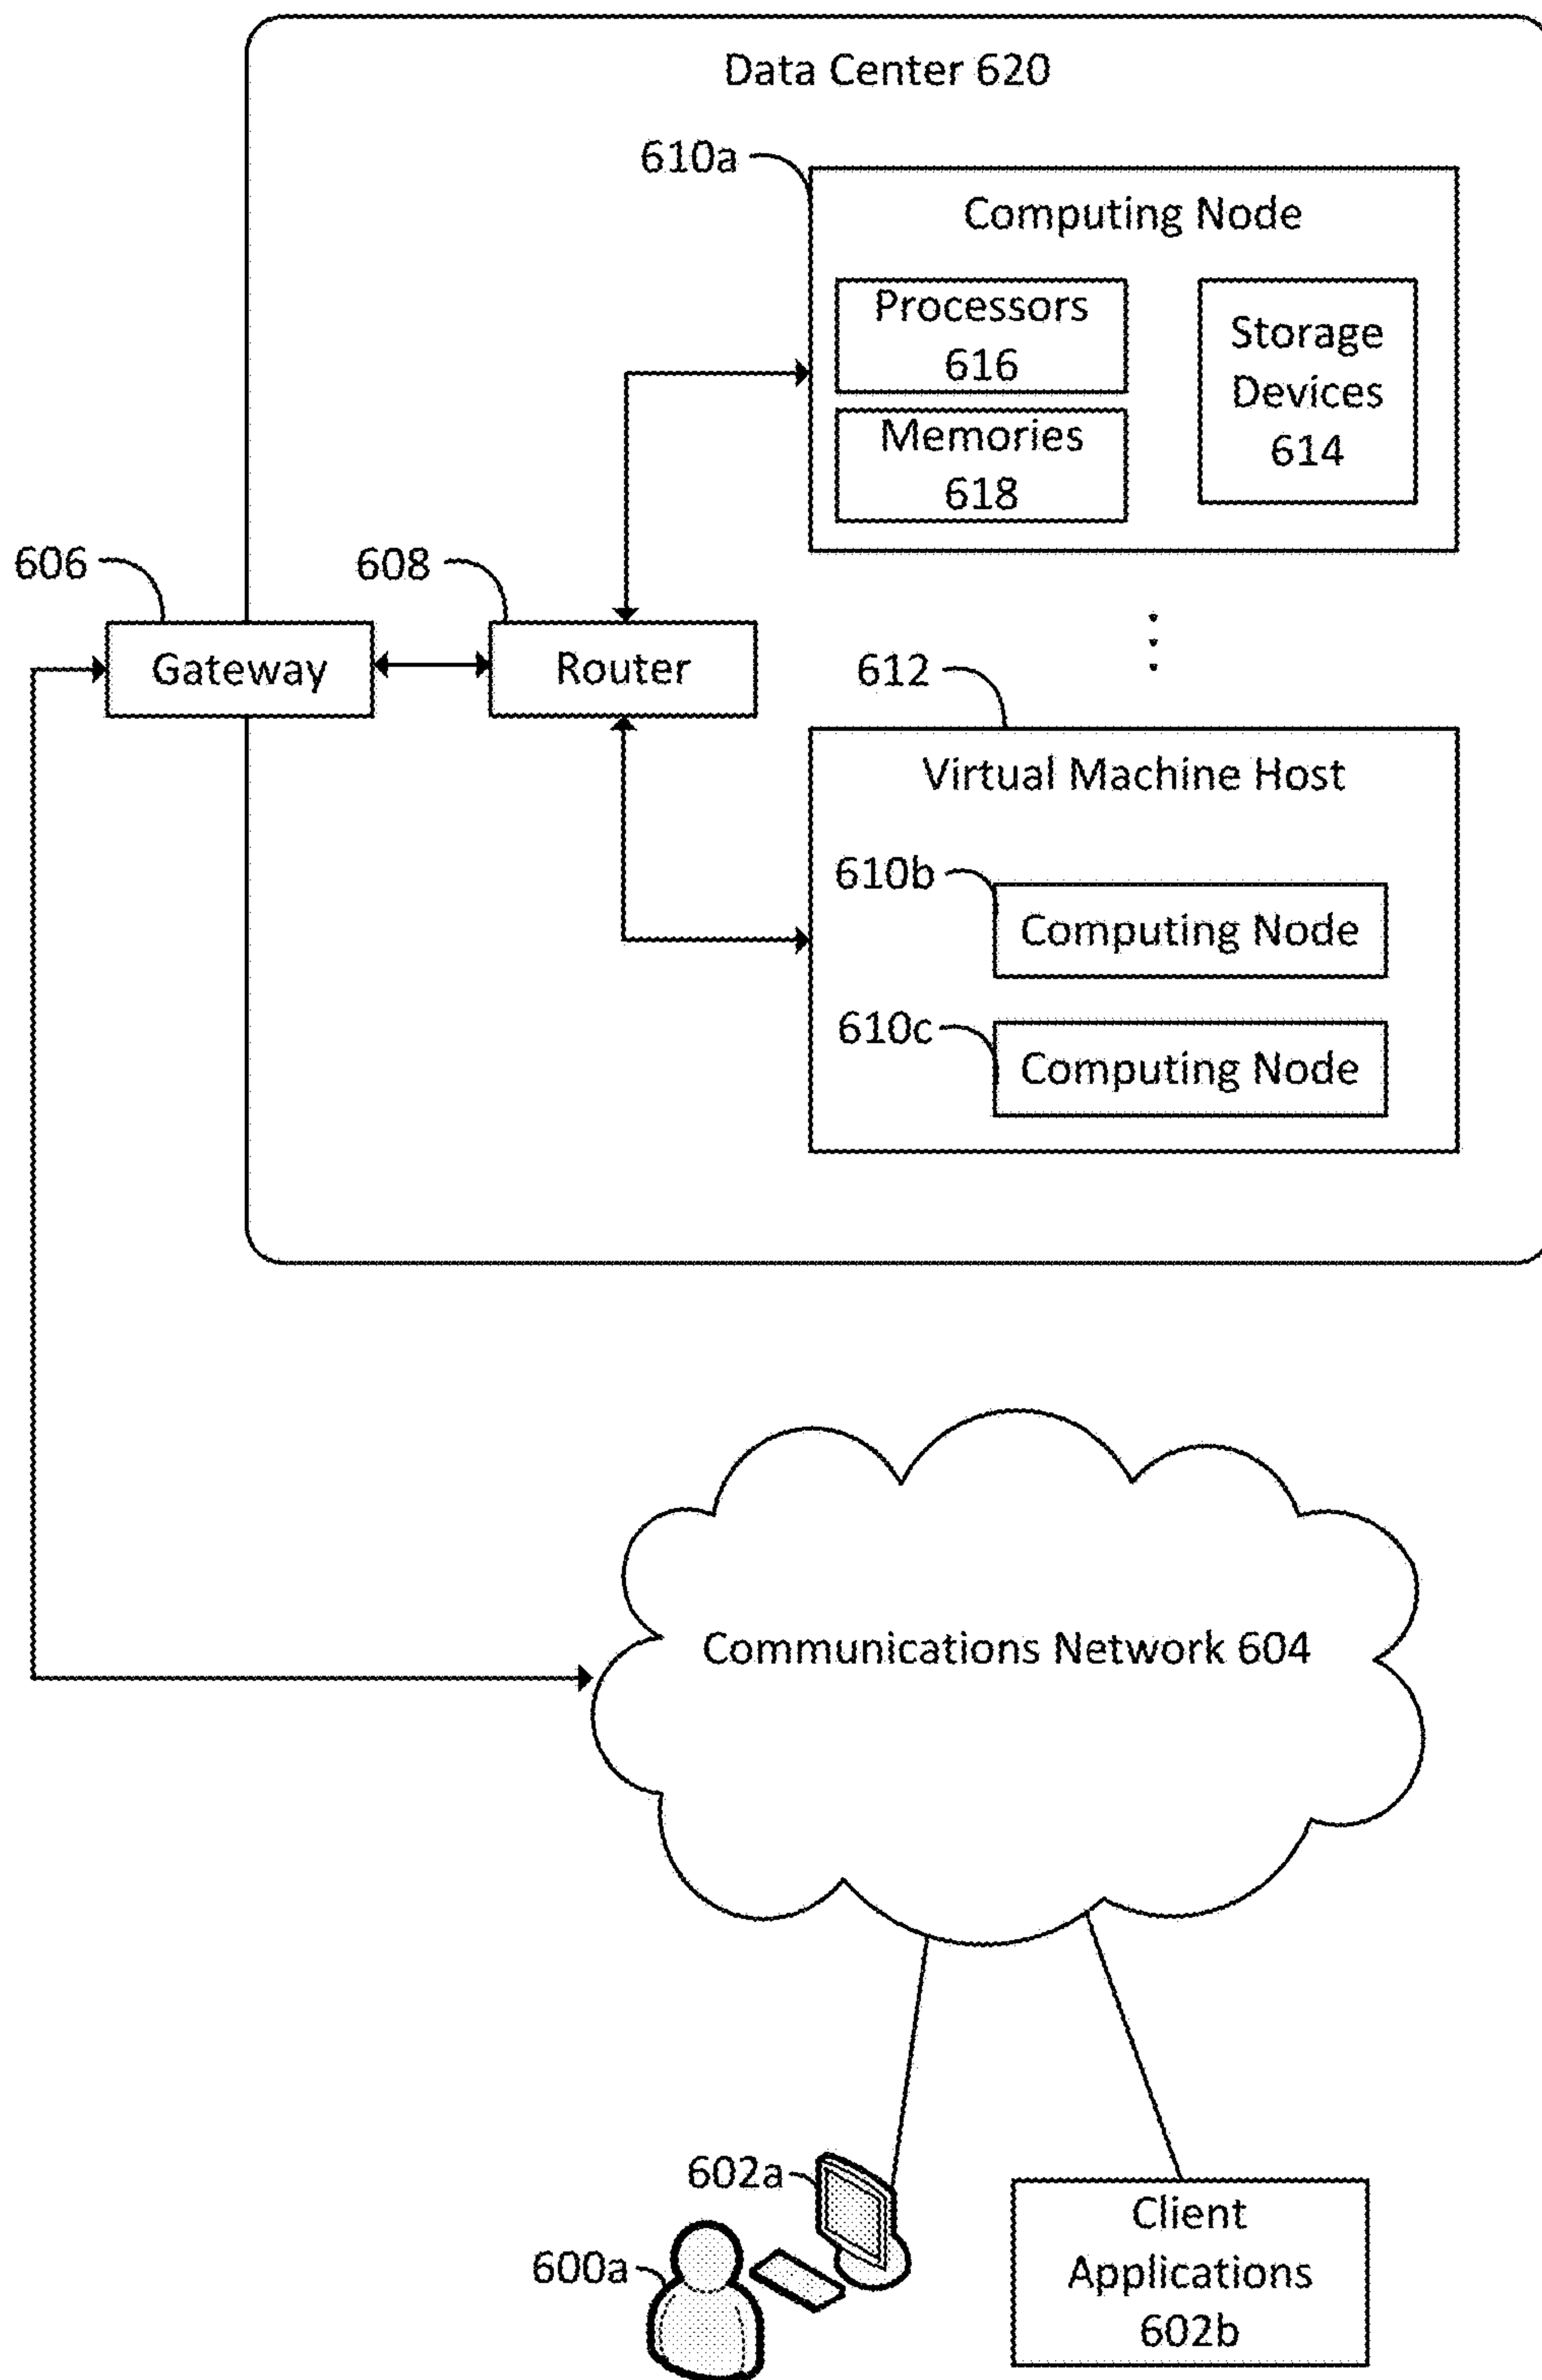 Data Center 620
610a
Computing Node
Processors
616
Storage
Devices
614
Memories
618
606
608
Gateway
Router
612
Virtual Machine Host
610b
Computing Node
610c
Computing Node
Communications Network 604
602a
600a
Client
Applications
602b